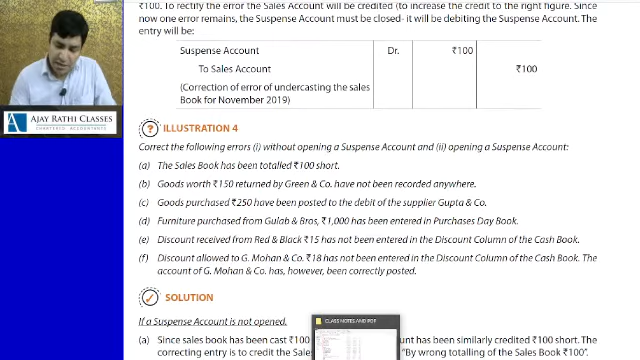 ₹100. To rectify the error the Sales Account will be credited (to increase the credit to the right figure. Since
now one error remains, the Suspense Account must be closed- it will be debiting the Suspense Account. The
entry will be:
Suspense Account Dr. ₹100
To Sales Account ₹100
(Correction of error of undercasting the sales
Book for November 2019)
AJAY RATHI CLASSES
CHARTERED ACCOUNTANTS
ILLUSTRATION 4
Correct the following errors (i) without opening a Suspense Account and (ii) opening a Suspense Account:
(a) The Sales Book has been totalled ₹100 short.
(b) Goods worth ₹150 returned by Green & Co. have not been recorded anywhere.
(c) Goods purchased ₹250 have been posted to the debit of the supplier Gupta & Co.
(d) Furniture purchased from Gulab & Bros, ₹1,000 has been entered in Purchases Day Book.
(e) Discount received from Red & Black ₹15 has not been entered in the Discount Column of the Cash Book.
(f) Discount allowed to G. Mohan & Co. ₹18 has not been entered in the Discount Column of the Cash Book. The
account of G. Mohan & Co. has, however, been correctly posted.
SOLUTION
If a Suspense Account is not opened.
CLASS NOTES AND PDF
(a) Since sales book has been cast ₹100 unt has been similarly credited ₹100 short. The
correcting entry is to credit the Sales "By wrong totalling of the Sales Book ₹100".